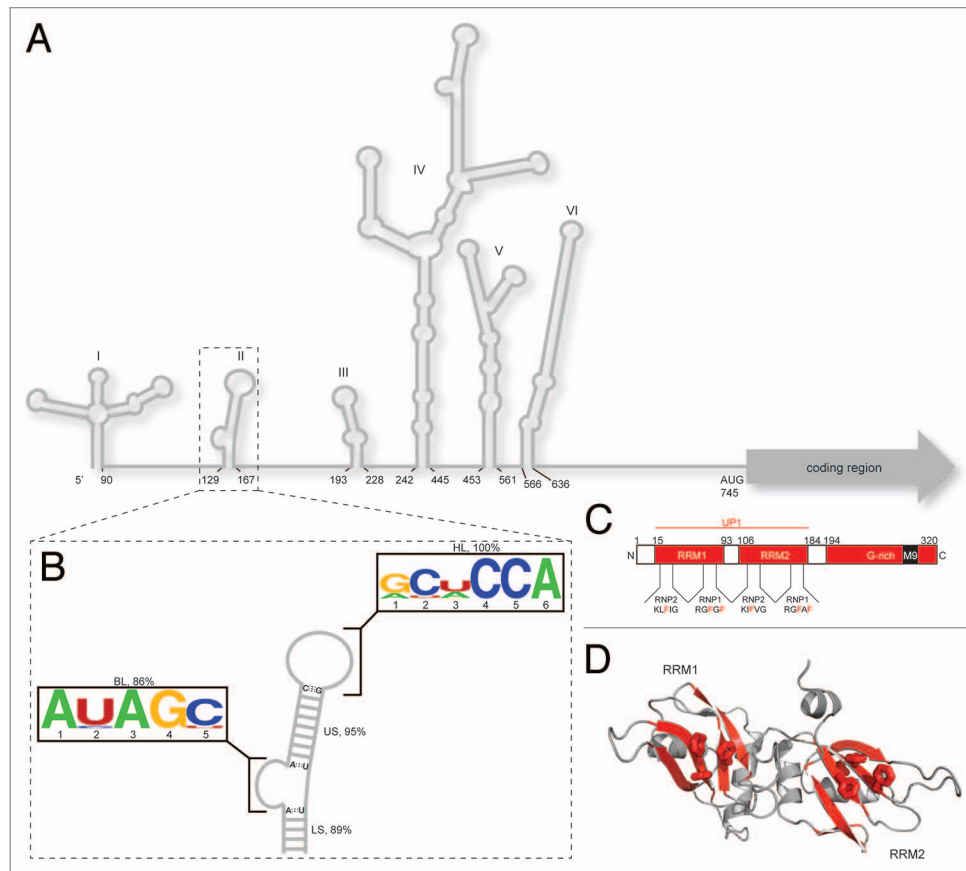 A
IV
VI
V
I
II
III
5'
90
129
167
193
228
242
445
453
561
566
636
AUG
745
coding region
B
HL, 100%
GCUCCA
1 2 3 4 5 6
BL, 86%
AUAGC
1 2 3 4 5
C G
US, 95%
A U
A U
LS, 89%
C
UP1
1 15 93 106 184 194 320
N RRM1 RRM2 G-rich M9 C
RNP2 RNP1 RNP2 RNP1
KLFIG RGFGF KIFVG RGFAF
D
RRM1
RRM2